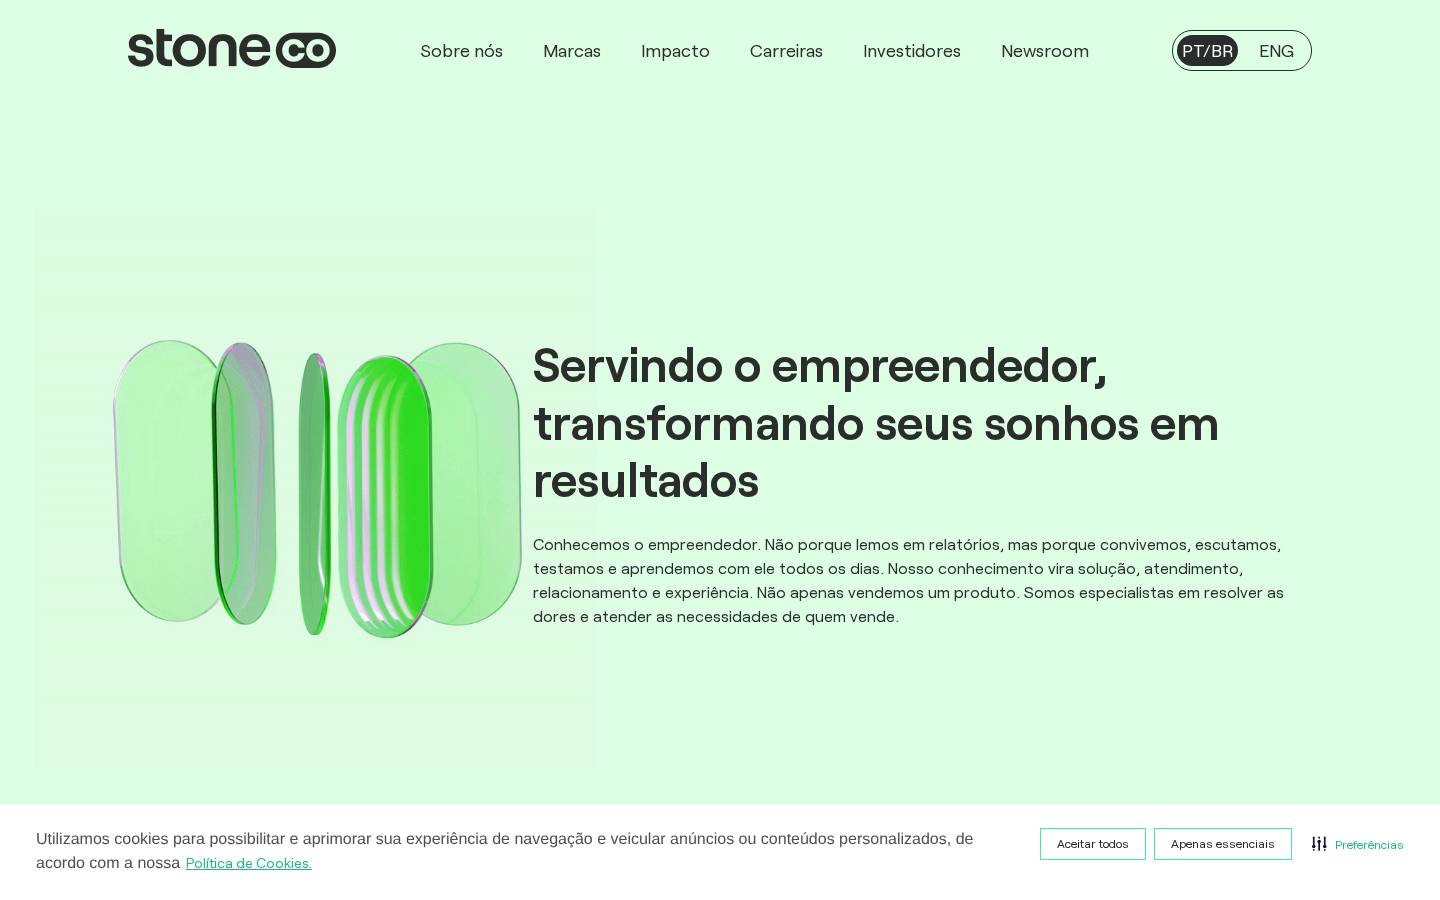 stone co
Sobre nós
Marcas
Impacto
Carreiras
Investidores
Newsroom
PT/BR
ENG
Servindo o empreendedor,
transformando seus sonhos em
resultados
Conhecemos o empreendedor. Não porque lemos em relatórios, mas porque convivemos, escutamos,
testamos e aprendemos com ele todos os dias. Nosso conhecimento vira solução, atendimento,
relacionamento e experiência. Não apenas vendemos um produto. Somos especialistas em resolver as
dores e atender as necessidades de quem vende.
Utilizamos cookies para possibilitar e aprimorar sua experiência de navegação e veicular anúncios ou conteúdos personalizados, de
acordo com a nossa Política de Cookies.
Aceitar todos
Apenas essenciais
Preferências